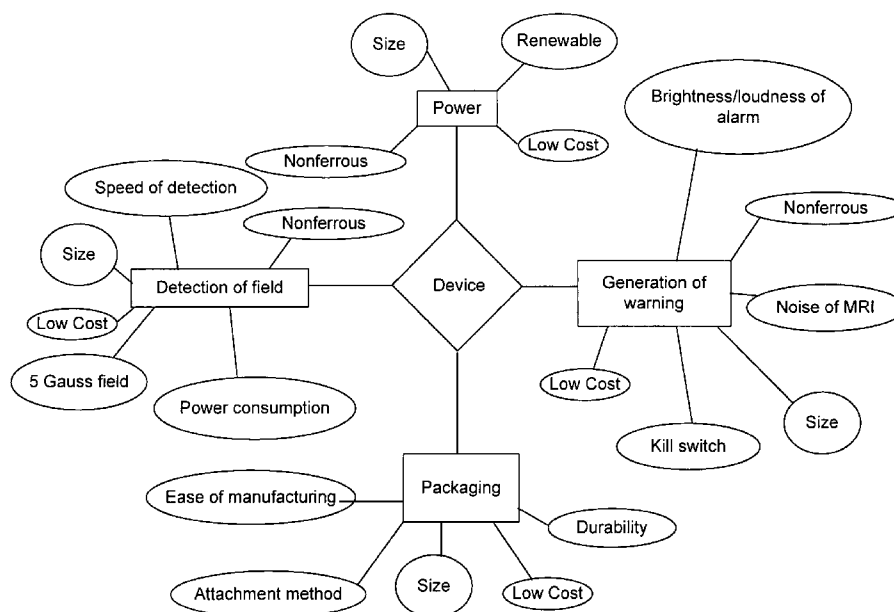 Size
Renewable
Power
Nonferrous
Low Cost
Brightness/loudness of
alarm
Speed of detection
Nonferrous
Size
Detection of field
Low Cost
5 Gauss field
Power consumption
Device
Nonferrous
Generation of
warning
Noise of MRI
Low Cost
Kill switch
Size
Packaging
Ease of manufacturing
Durability
Attachment method
Size
Low Cost